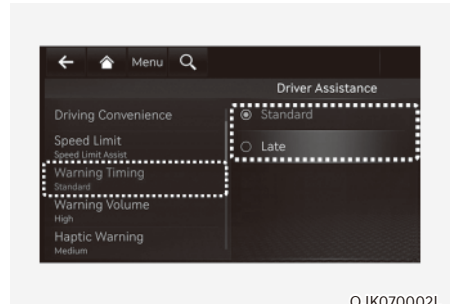 Menu
Driver Assistance
Driving Convenience
Standard
Speed Limit
Speed Limit Assist
Late
Warning Timing
Standard
Warning Volume
High
Haptic Warning
Medium
OJK070002L